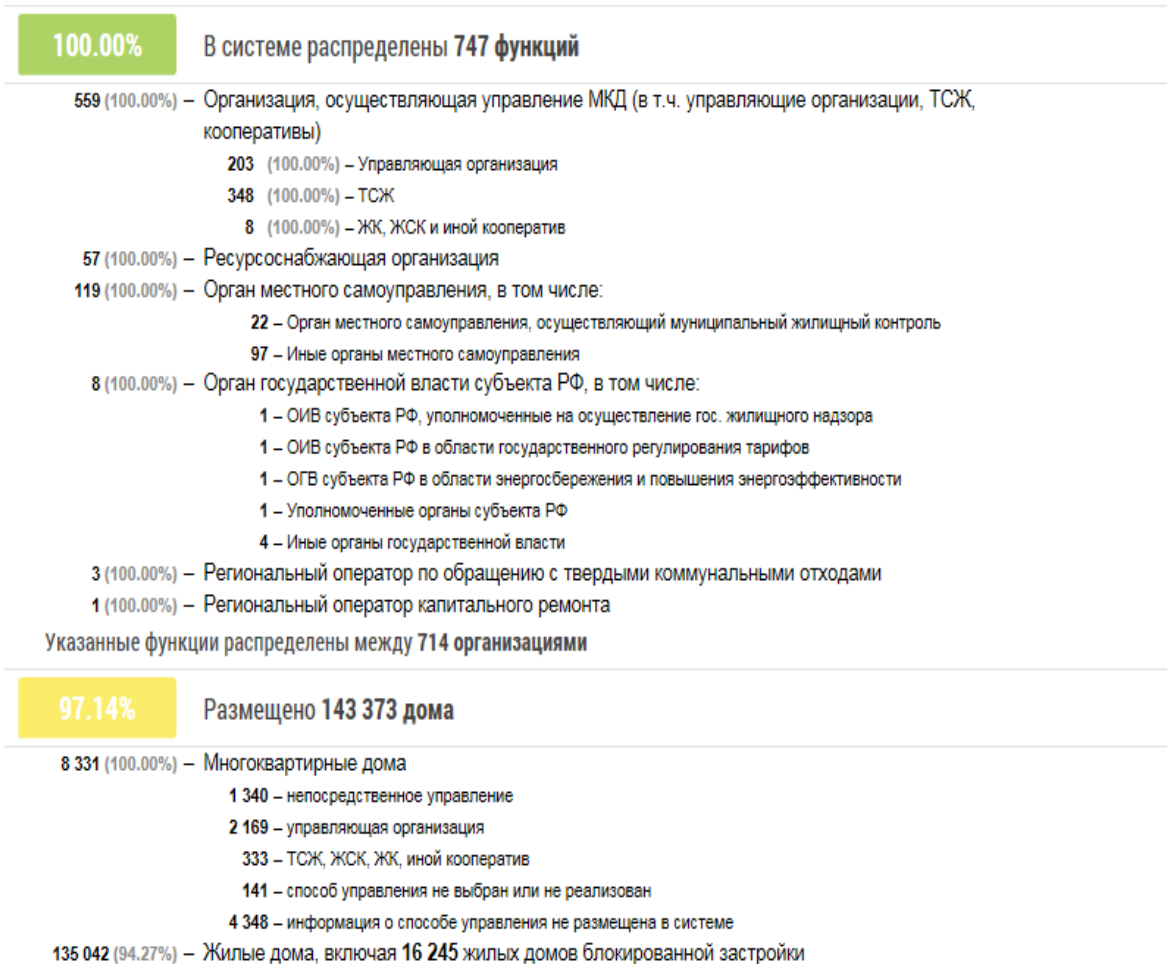 100.00% В системе распределены 747 функций
559 (100.00%) – Организация, осуществляющая управление МКД (в т.ч. управляющие организации, ТСЖ,
кооперативы)
203 (100.00%) – Управляющая организация
348 (100.00%) – ТСЖ
8 (100.00%) – ЖК, ЖСК и иной кооператив
57 (100.00%) – Ресурсоснабжающая организация
119 (100.00%) – Орган местного самоуправления, в том числе:
22 – Орган местного самоуправления, осуществляющий муниципальный жилищный контроль
97 – Иные органы местного самоуправления
8 (100.00%) – Орган государственной власти субъекта РФ, в том числе:
1 – ОИВ субъекта РФ, уполномоченные на осуществление гос. жилищного надзора
1 – ОИВ субъекта РФ в области государственного регулирования тарифов
1 – ОГВ субъекта РФ в области энергосбережения и повышения энергоэффективности
1 – Уполномоченные органы субъекта РФ
4 – Иные органы государственной власти
3 (100.00%) – Региональный оператор по обращению с твердыми коммунальными отходами
1 (100.00%) – Региональный оператор капитального ремонта
Указанные функции распределены между 714 организациями
97.14% Размещено 143 373 дома
8 331 (100.00%) – Многоквартирные дома
1 340 – непосредственное управление
2 169 – управляющая организация
333 – ТСЖ, ЖСК, ЖК, иной кооператив
141 – способ управления не выбран или не реализован
4 348 – информация о способе управления не размещена в системе
135 042 (94.27%) – Жилые дома, включая 16 245 жилых домов блокированной застройки